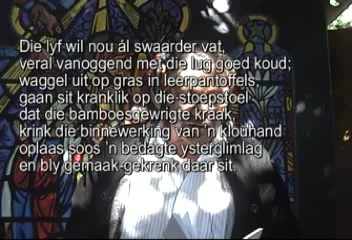 Die lyf wil nou ál swaarder vat,
veral vanoggend met die lug goed koud;
waggel uit op gras in leerpantoffels,
gaan sit kranklik op die stoepstoel
dat die bamboesgewrigte kraak,
krink die binnewerking van 'n klouhand
oplaas soos 'n bedagte ysterglimlag
en bly gemaak-gekrenk daar sit.